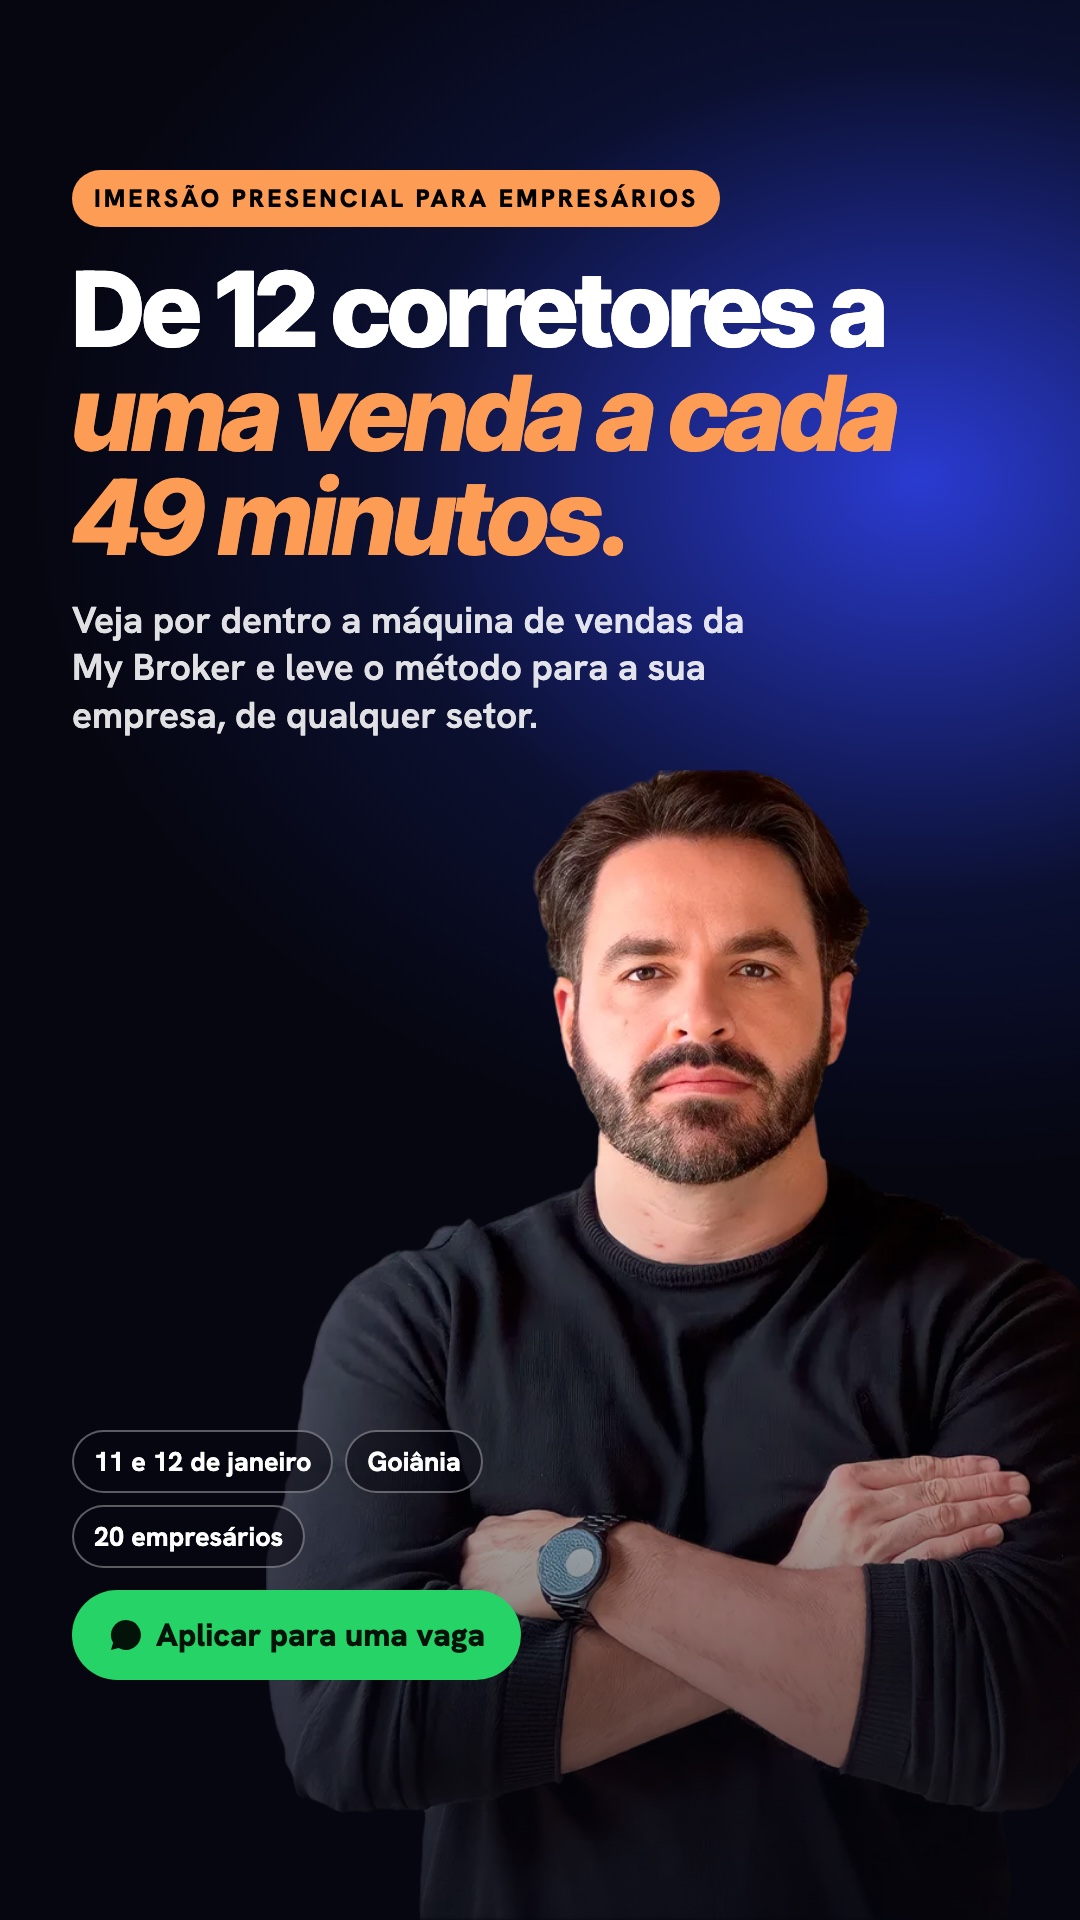 IMERSÃO PRESENCIAL PARA EMPRESÁRIOS
De 12 corretores a
uma venda a cada
49 minutos.
Veja por dentro a máquina de vendas da
My Broker e leve o método para a sua
empresa, de qualquer setor.
11 e 12 de janeiro
Goiânia
20 empresários
Aplicar para uma vaga